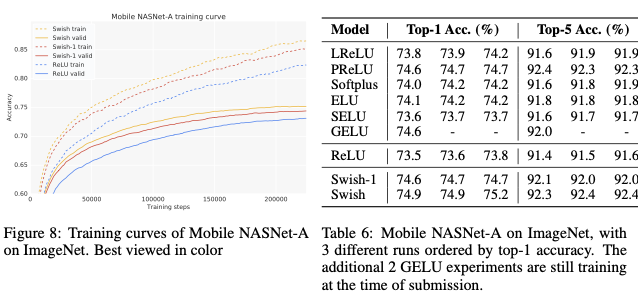 Mobile NASNet-A training curve
Swish train
Swish valid
Swish-1 train
Swish-1 valid
ReLU train
ReLU valid
Accuracy
0.85
0.80
0.75
0.70
0.65
0.60
0 50000 100000 150000 200000
Training steps
Figure 8: Training curves of Mobile NASNet-A
on ImageNet. Best viewed in color
Model Top-1 Acc. (%) Top-5 Acc. (%)
LReLU 73.8 73.9 74.2 91.6 91.9 91.9
PReLU 74.6 74.7 74.7 92.4 92.3 92.3
Softplus 74.0 74.2 74.2 91.6 91.8 91.9
ELU 74.1 74.2 74.2 91.8 91.8 91.8
SELU 73.6 73.7 73.7 91.6 91.7 91.7
GELU 74.6 - - 92.0 - -
ReLU 73.5 73.6 73.8 91.4 91.5 91.6
Swish-1 74.6 74.7 74.7 92.1 92.0 92.0
Swish 74.9 74.9 75.2 92.3 92.4 92.4
Table 6: Mobile NASNet-A on ImageNet, with
3 different runs ordered by top-1 accuracy. The
additional 2 GELU experiments are still training
at the time of submission.